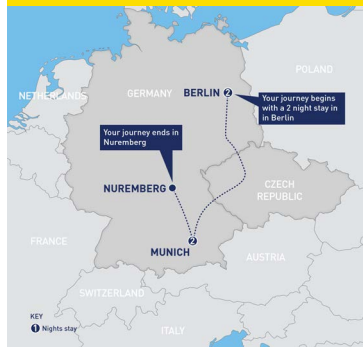 POLAND
BERLIN 2
NETHERLANDS
GERMANY
Your journey begins
with a 2 night stay in
in Berlin
Your journey ends in
Nuremberg
NUREMBERG
CZECH
REPUBLIC
FRANCE
MUNICH
2
AUSTRIA
SWITZERLAND
KEY
1 Nights stay
ITALY